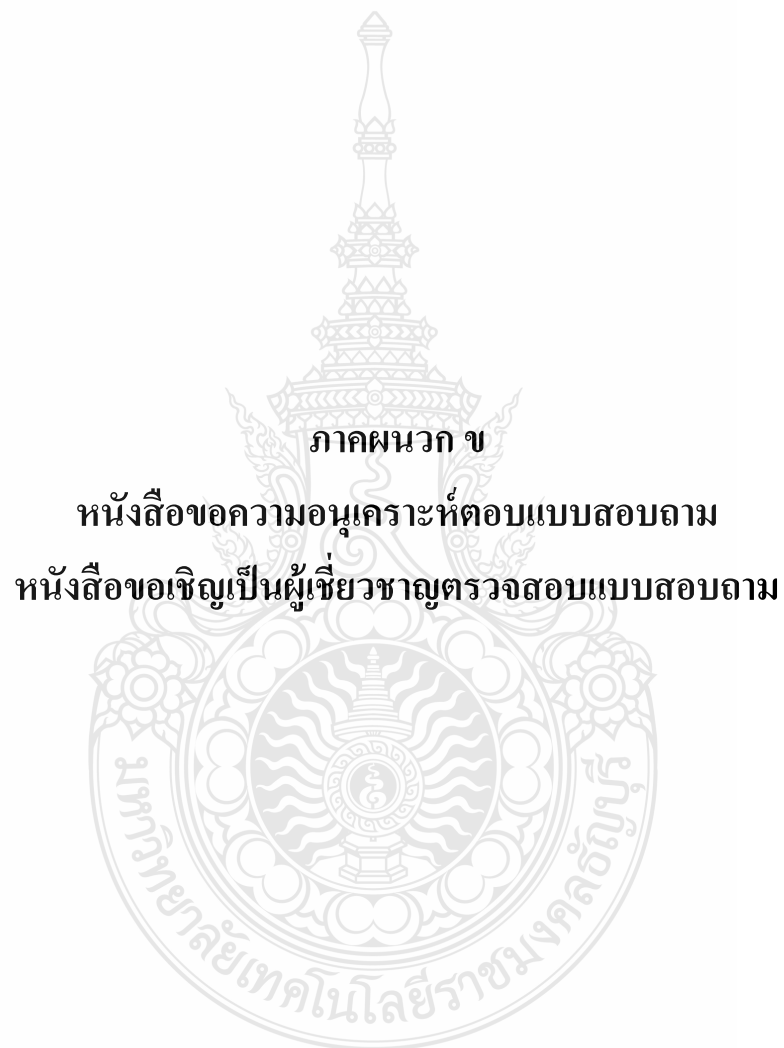 ภาคผนวก ข
หนังสือขอความอนุเคราะห์ตอบแบบสอบถาม
หนังสือขอเชิญเป็นผู้เชี่ยวชาญตรวจสอบแบบสอบถาม
มหาวิทยาลัยเทคโนโลยีราชมงคลธัญบุรี